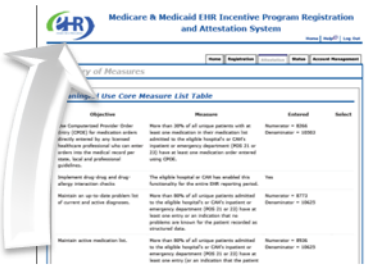 EHR
Medicare & Medicaid EHR Incentive Program Registration
and Attestation System
Home | Help | Log Out
Home Registration Attestation Status Account Management
ry of Measures
Use Core Measure List Table
Objective Measure Entered Select
Use Computerized Provider Order
Entry (CPOE) for medication orders
directly entered by any licensed
healthcare professional who can enter
orders into the medical record per
state, local and professional
guidelines.
More than 30% of all unique patients with at
least one medication in their medication list
admitted to the eligible hospital's or CAH's
inpatient or emergency department (POS 21 or
23) have at least one medication order entered
using CPOE.
Numerator = 8066
Denominator = 10083
Implement drug-drug and drug-
allergy interaction checks.
The eligible hospital or CAH has enabled this
functionality for the entire EHR reporting period.
Yes
Maintain an up-to-date problem list
of current and active diagnoses.
More than 80% of all unique patients admitted
to the eligible hospital's or CAH's inpatient or
emergency department (POS 21 or 23) have at
least one entry or an indication that no
problems are known for the patient recorded as
structured data.
Numerator = 8773
Denominator = 10625
Maintain active medication list.
More than 80% of all unique patients admitted
to the eligible hospital's or CAH's inpatient or
emergency department (POS 21 or 23) have at
least one entry (or an indication that the patient
Numerator = 8936
Denominator = 10625